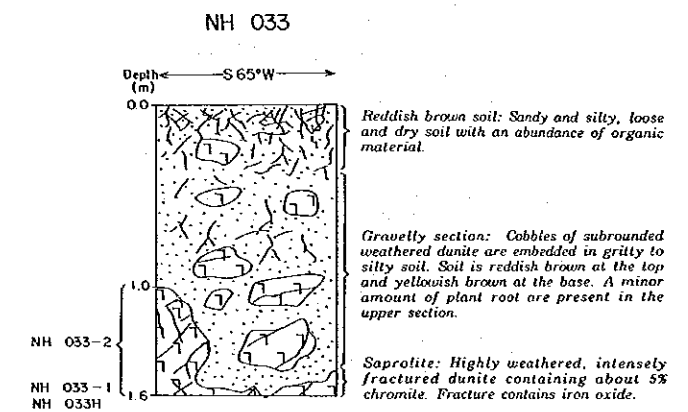 NH 033
Depth
(m)
S 65°W
0.0
Reddish brown soil: Sandy and silty, loose
and dry soil with an abundance of organic
material.
Gravelly section: Cobbles of subrounded
weathered dunite are embedded in gritty to
silty soil. Soil is reddish brown at the top
and yellowish brown at the base. A minor
amount of plant root are present in the
upper section.
1.0
NH 033-2
Saprolite: Highly weathered, intensely
fractured dunite containing about 5%
chromite. Fracture contains iron oxide.
NH 033-1
NH 033H
1.6